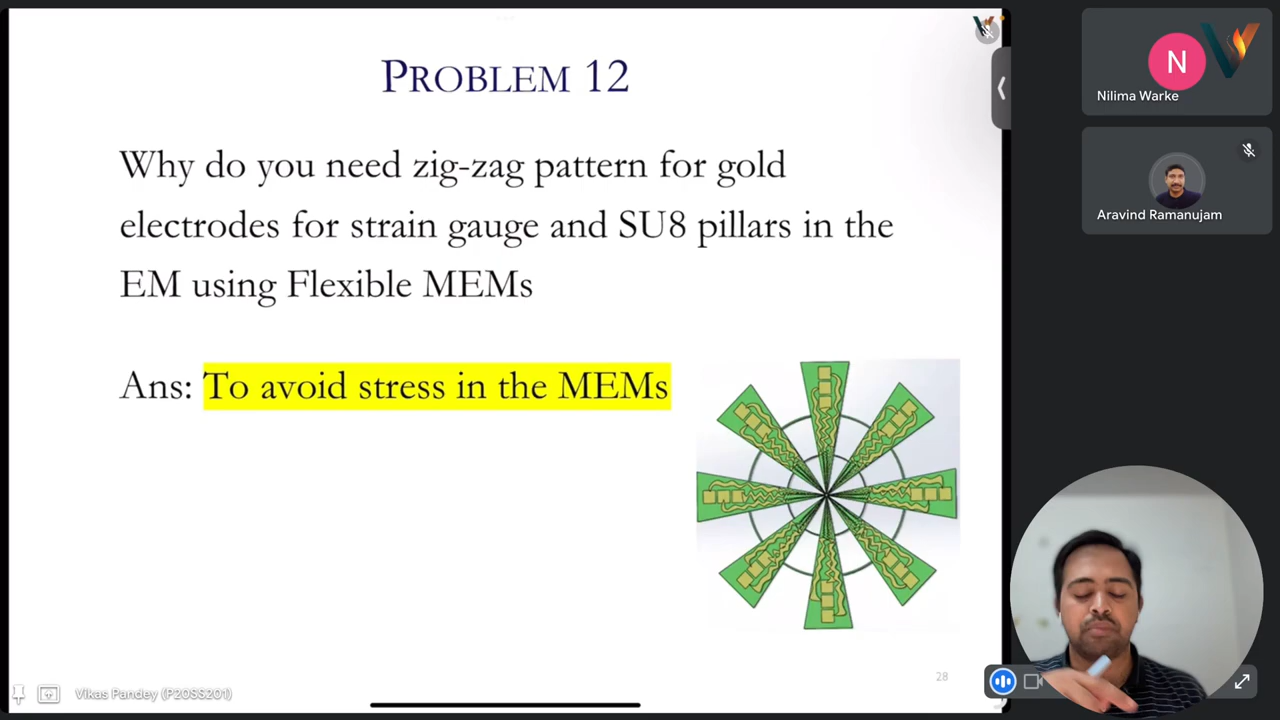 PROBLEM 12
Why do you need zig-zag pattern for gold
electrodes for strain gauge and SU8 pillars in the
EM using Flexible MEMs
Ans: To avoid stress in the MEMs
28
Vikas Pandey (P20SS201)
N
Nilima Warke
Aravind Ramanujam